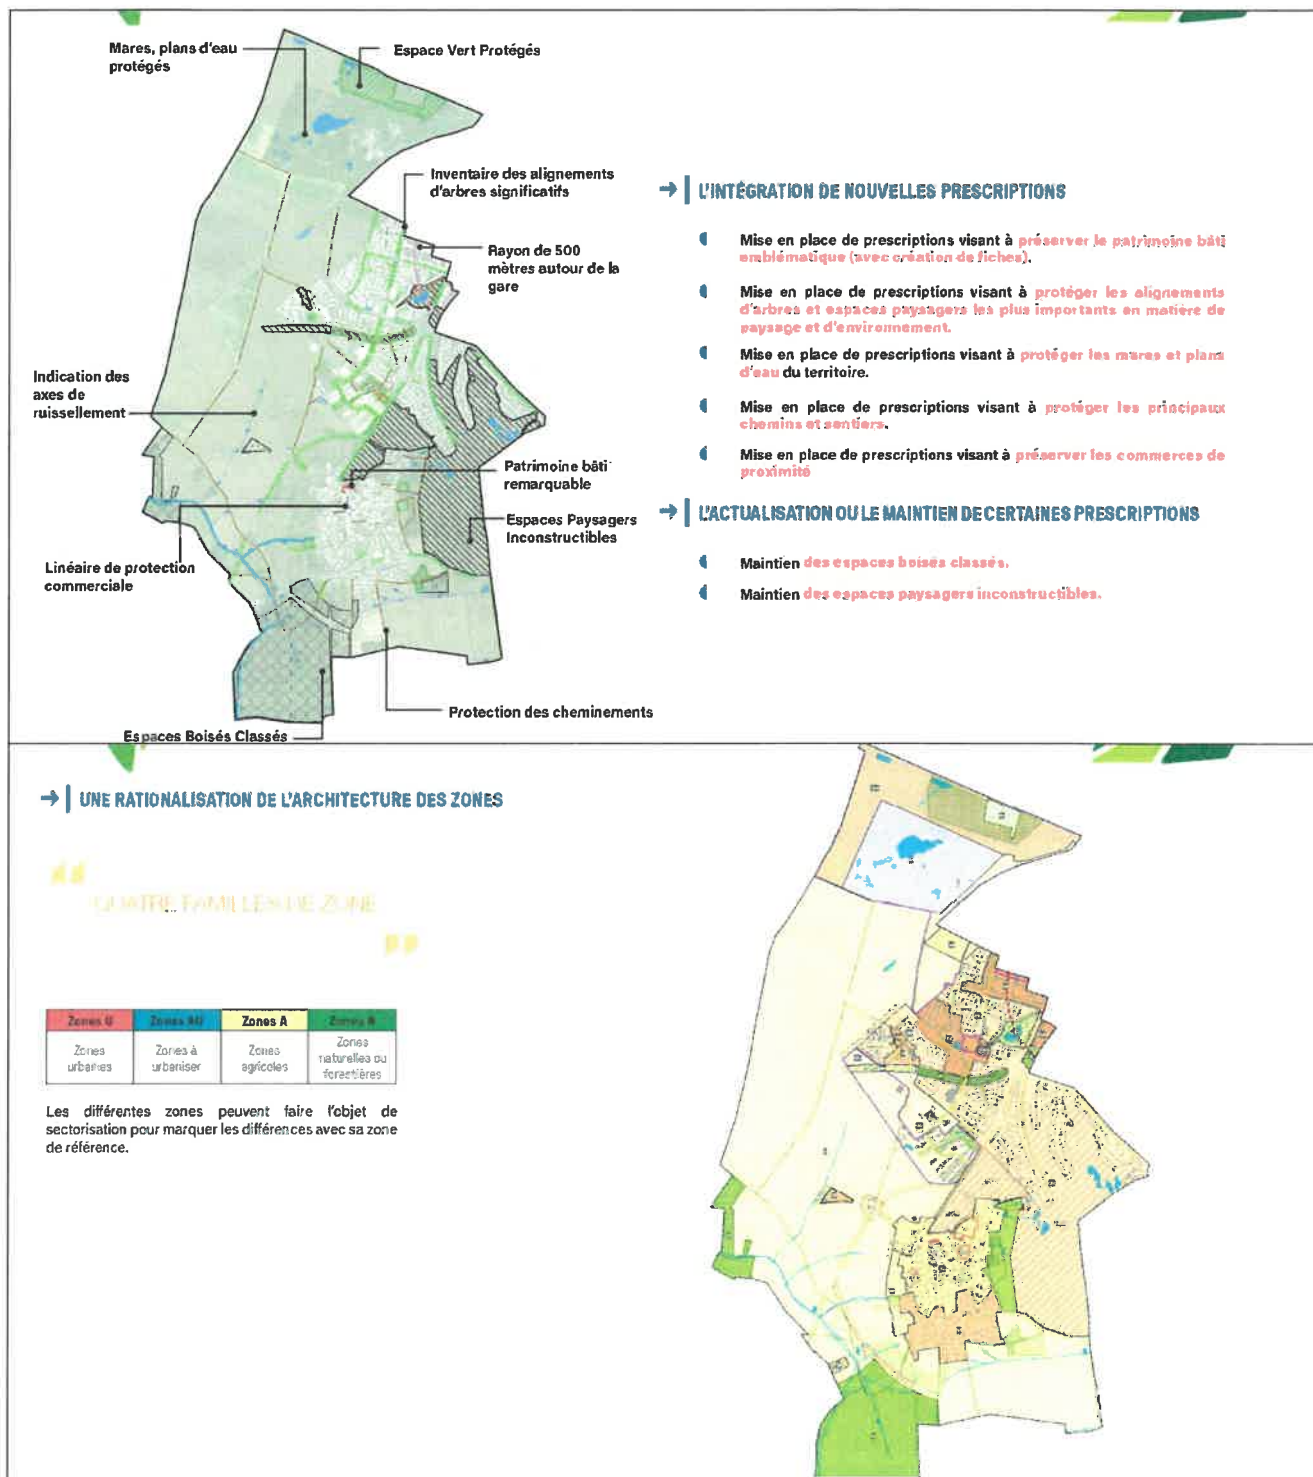 Mares, plans d'eau
protégés
Espace Vert Protégés
Inventaire des alignements
d'arbres significatifs
Rayon de 500
mètres autour de la
gare
Indication des
axes de
ruissellement
Patrimoine bâti
remarquable
Espaces Paysagers
Inconstructibles
Linéaire de protection
commerciale
Protection des cheminements
Espaces Boisés Classés
L'INTÉGRATION DE NOUVELLES PRESCRIPTIONS
Mise en place de prescriptions visant à préserver le patrimoine bâti
emblématique (avec création de fiches).
Mise en place de prescriptions visant à protéger les alignements
d'arbres et espaces paysagers les plus importants en matière de
paysage et d'environnement.
Mise en place de prescriptions visant à protéger les mares et plans
d'eau du territoire.
Mise en place de prescriptions visant à protéger les principaux
chemins et sentiers.
Mise en place de prescriptions visant à préserver les commerces de
proximité
L'ACTUALISATION OU LE MAINTIEN DE CERTAINES PRESCRIPTIONS
Maintien des espaces boisés classés.
Maintien des espaces paysagers inconstructibles.
UNE RATIONALISATION DE L'ARCHITECTURE DES ZONES
QUATRE FAMILLES DE ZONE
Zones U Zones AU Zones A Zones N
Zones urbaines
Zones à urbaniser
Zones agricoles
Zones naturelles ou forestières
Les différentes zones peuvent faire l'objet de
sectorisation pour marquer les différences avec sa zone
de référence.